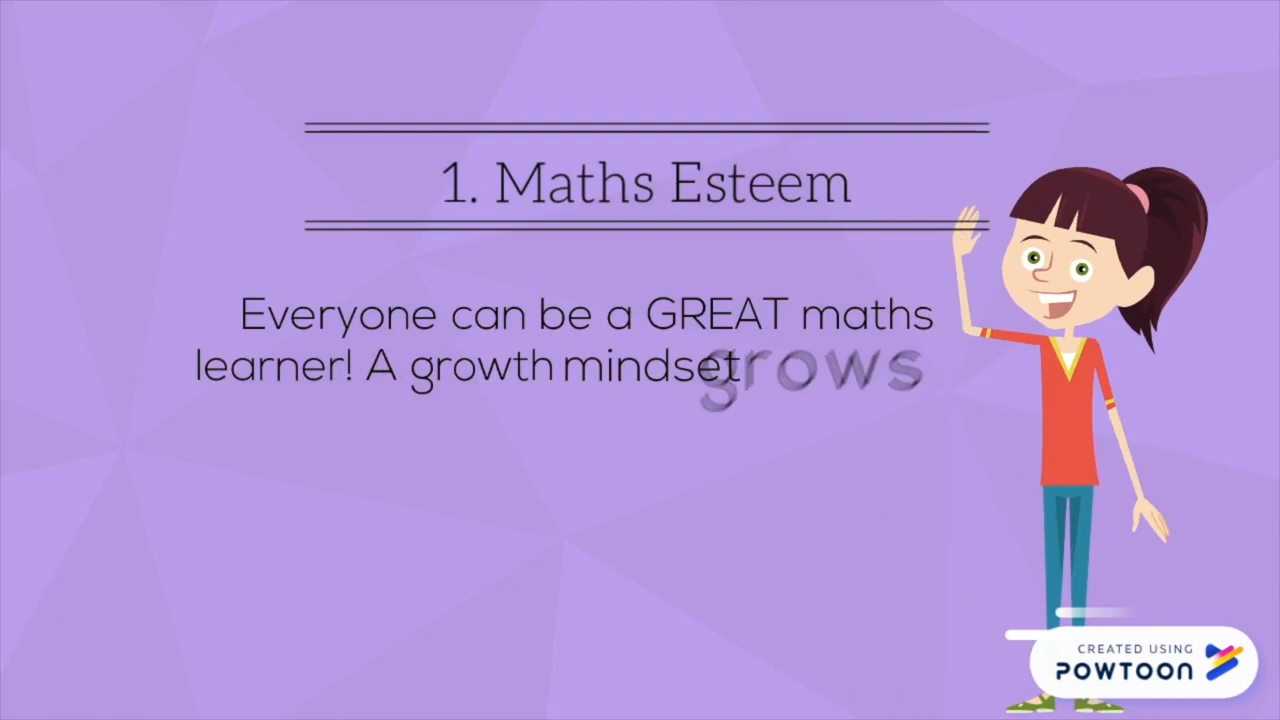 1. Maths Esteem
Everyone can be a GREAT maths
learner! A growth mindset grows
CREATED USING
POWTOON